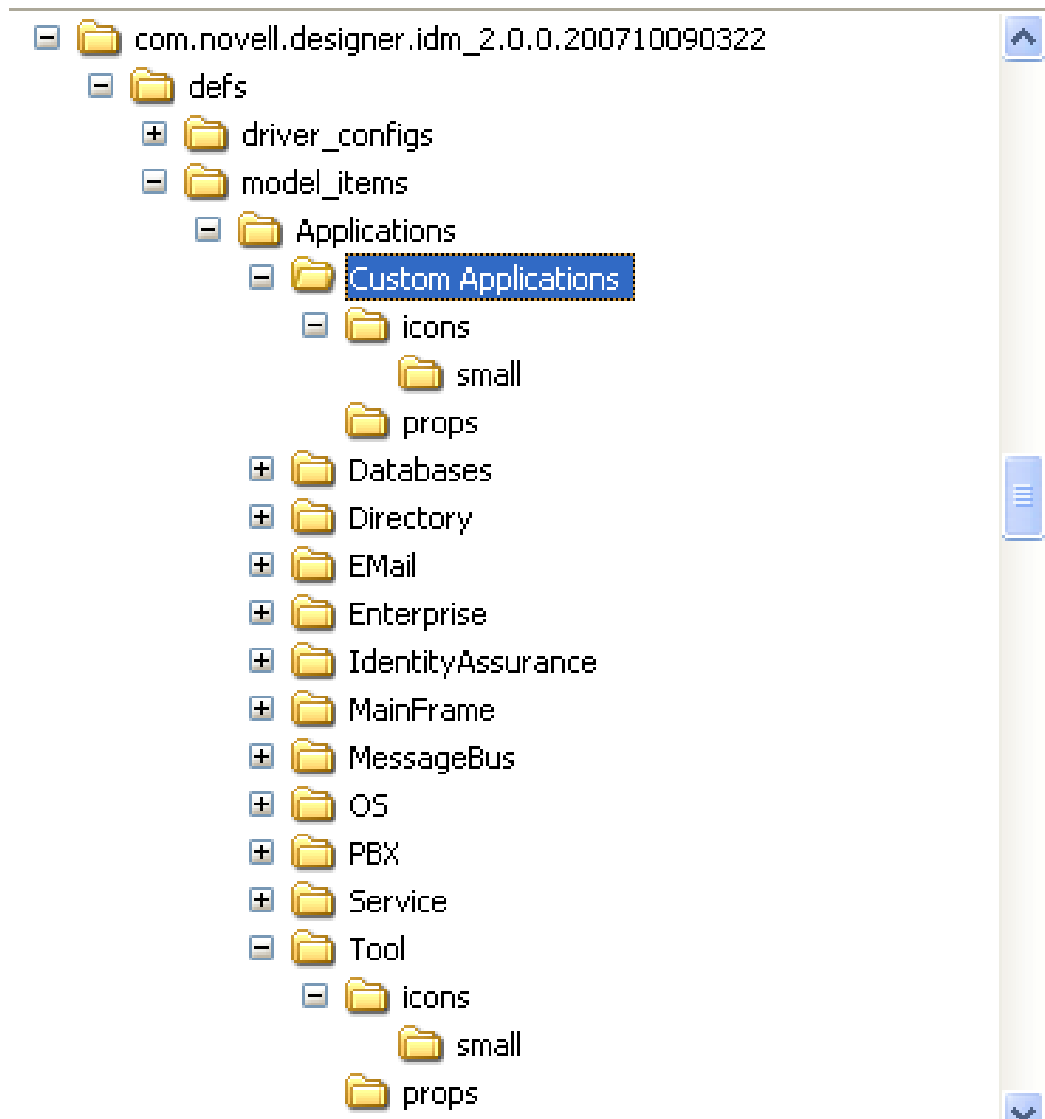 com.novell.designer.idm_2.0.0.200710090322
defs
driver_configs
model_items
Applications
Custom Applications
icons
small
props
Databases
Directory
EMail
Enterprise
IdentityAssurance
MainFrame
MessageBus
OS
PBX
Service
Tool
icons
small
props